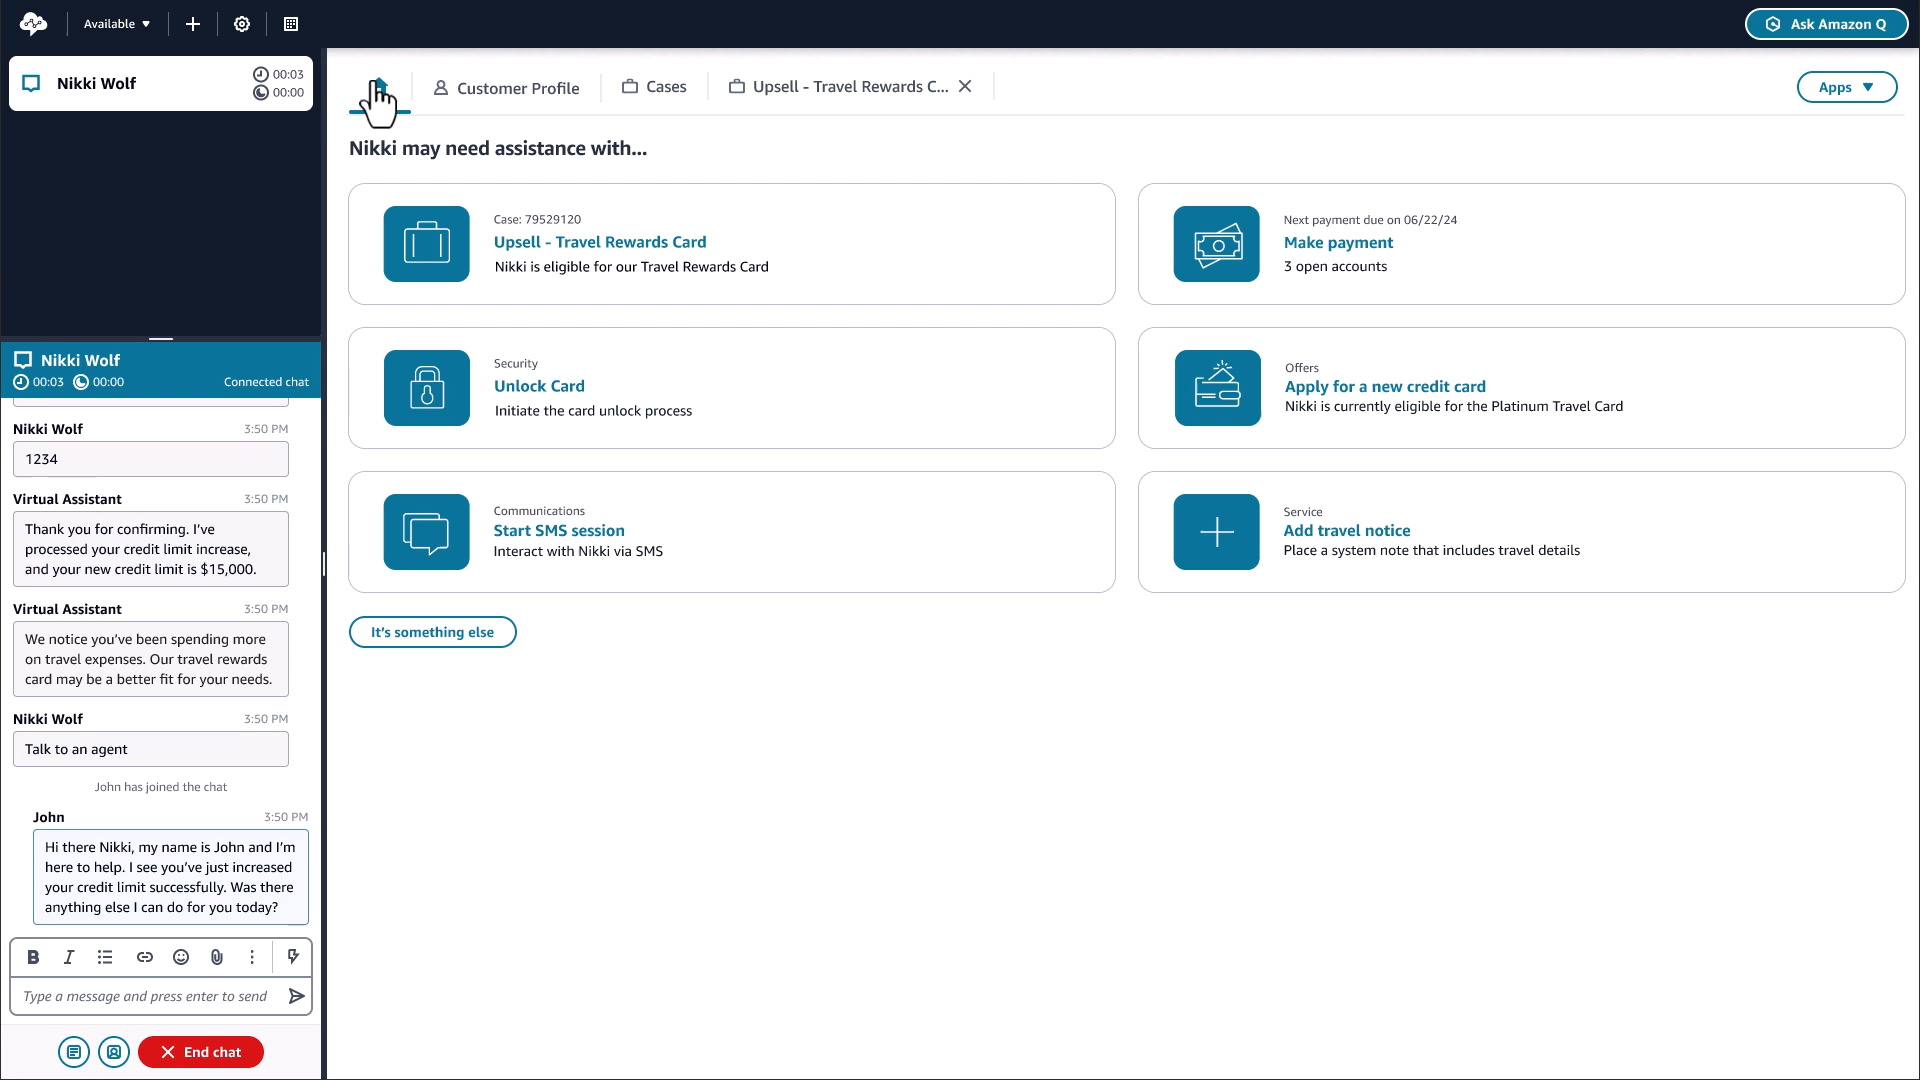 Available
Ask Amazon Q
Nikki Wolf
00:03
00:00
Customer Profile
Cases
Upsell - Travel Rewards C...
Apps
Nikki may need assistance with...
Case: 79529120
Upsell - Travel Rewards Card
Nikki is eligible for our Travel Rewards Card
Next payment due on 06/22/24
Make payment
3 open accounts
Security
Unlock Card
Initiate the card unlock process
Offers
Apply for a new credit card
Nikki is currently eligible for the Platinum Travel Card
Communications
Start SMS session
Interact with Nikki via SMS
Service
Add travel notice
Place a system note that includes travel details
It's something else
Nikki Wolf
00:03 00:00 Connected chat
Nikki Wolf 3:50 PM
1234
Virtual Assistant 3:50 PM
Thank you for confirming. I've
processed your credit limit increase,
and your new credit limit is $15,000.
Virtual Assistant 3:50 PM
We notice you've been spending more
on travel expenses. Our travel rewards
card may be a better fit for your needs.
Nikki Wolf 3:50 PM
Talk to an agent
John has joined the chat
John 3:50 PM
Hi there Nikki, my name is John and I'm
here to help. I see you've just increased
your credit limit successfully. Was there
anything else I can do for you today?
B I
Type a message and press enter to send
End chat